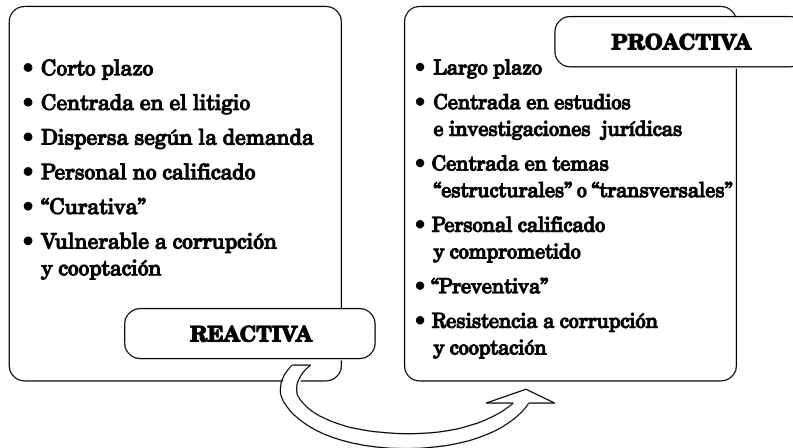 • Corto plazo
• Centrada en el litigio
• Dispersa según la demanda
• Personal no calificado
• “Curativa”
• Vulnerable a corrupción
y cooptación
REACTIVA
PROACTIVA
• Largo plazo
• Centrada en estudios
e investigaciones jurídicas
• Centrada en temas
“estructurales” o “transversales”
• Personal calificado
y comprometido
• “Preventiva”
• Resistencia a corrupción
y cooptación